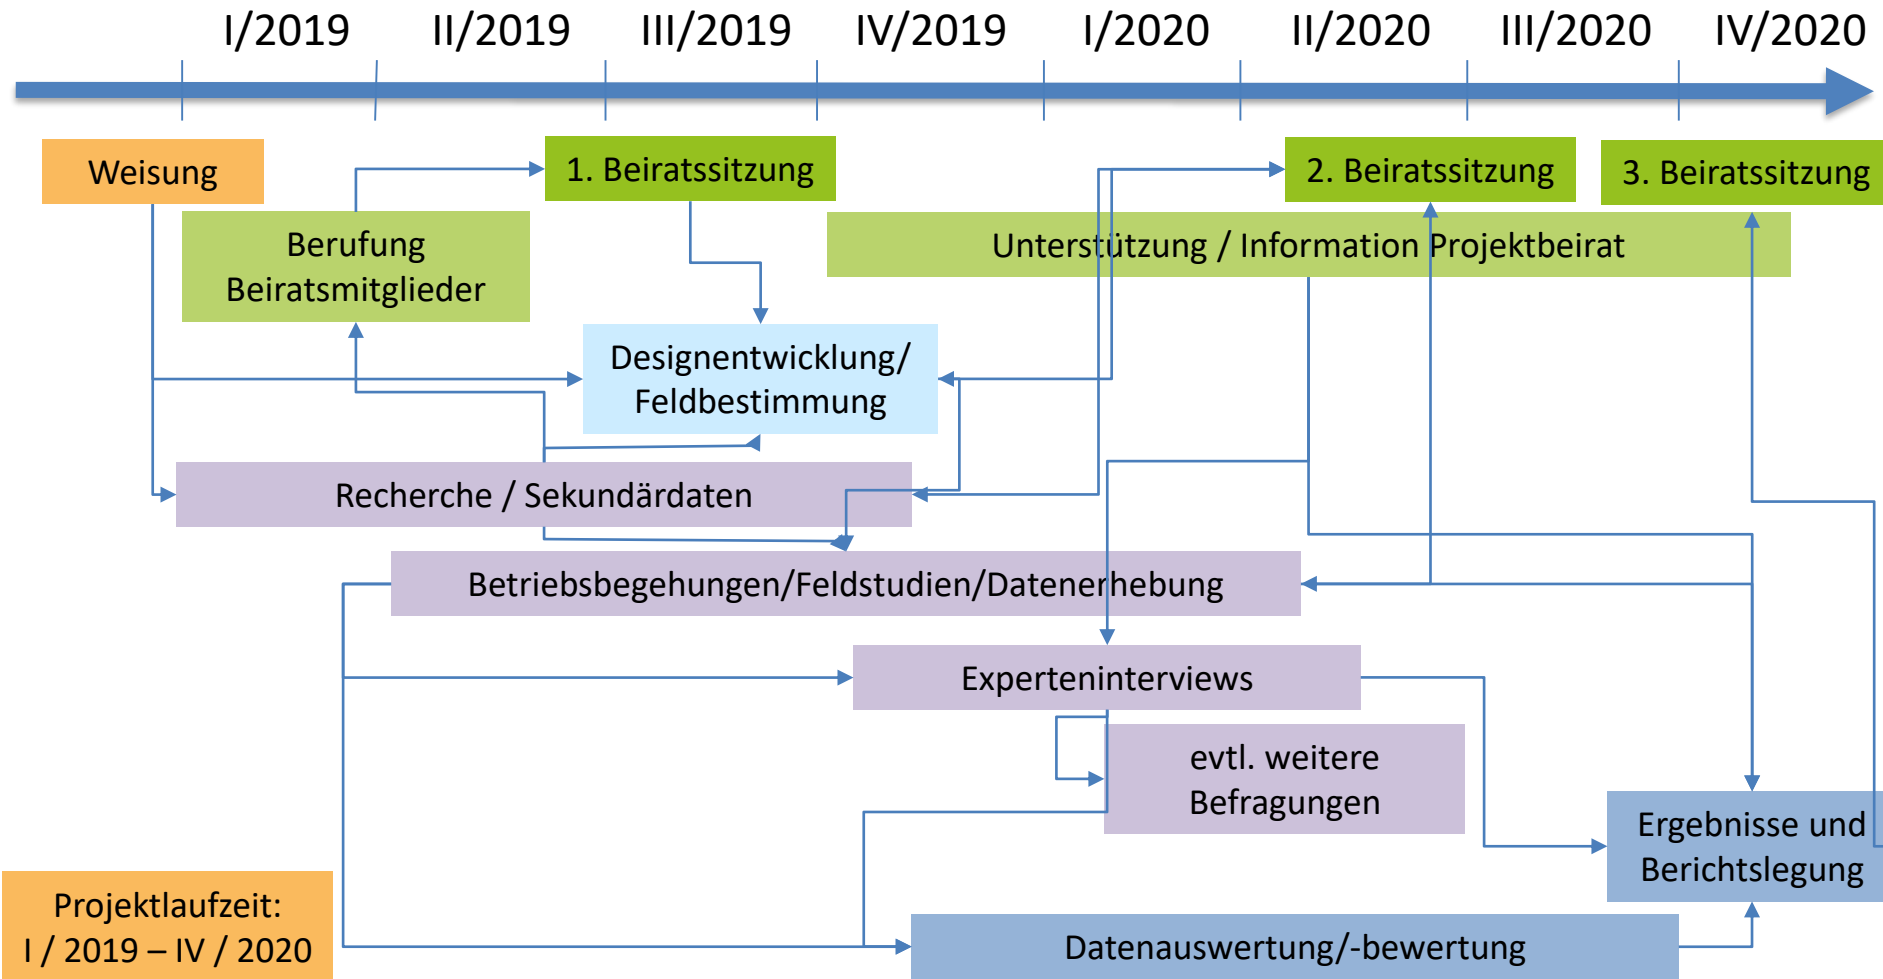 I/2019 II/2019 III/2019 IV/2019 I/2020 II/2020 III/2020 IV/2020
Weisung
1. Beiratssitzung
2. Beiratssitzung
3. Beiratssitzung
Berufung
Beiratsmitglieder
Unterstützung / Information Projektbeirat
Designentwicklung/
Feldbestimmung
Recherche / Sekundärdaten
Betriebsbegehungen/Feldstudien/Datenerhebung
Experteninterviews
evtl. weitere
Befragungen
Ergebnisse und
Berichtslegung
Projektlaufzeit:
I / 2019 – IV / 2020
Datenauswertung/-bewertung